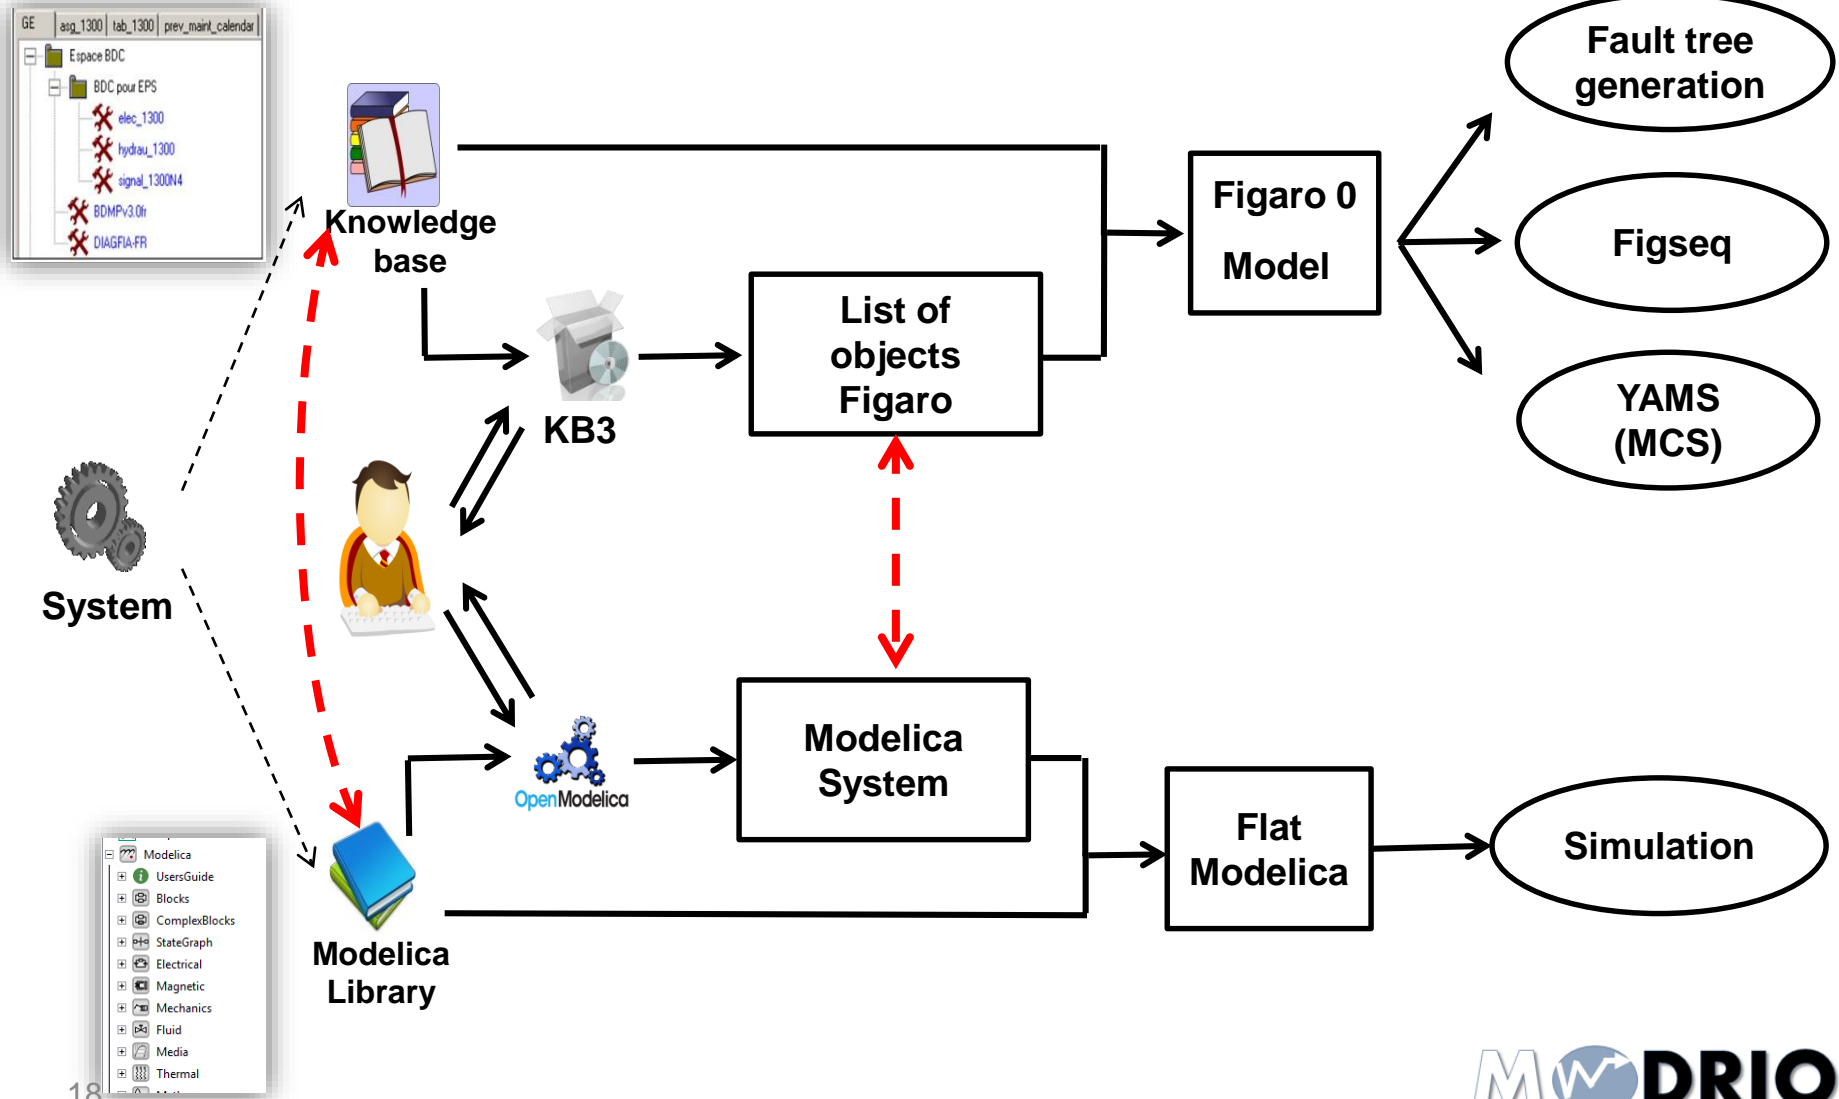 GE
asg_1300
tab_1300
prev_maint_calendar
Espace BDC
BDC pour EPS
elec_1300
hydrau_1300
signal_1300N4
BDMPv3.0fr
DIAGFIA-FR
Knowledge
base
KB3
List of
objects
Figaro
Figaro 0
Model
Fault tree
generation
Figseq
YAMS
(MCS)
System
OpenModelica
Modelica
System
Flat
Modelica
Simulation
Modelica
Library
Modelica
UsersGuide
Blocks
ComplexBlocks
StateGraph
Electrical
Magnetic
Mechanics
Fluid
Media
Thermal
18
MODRIO